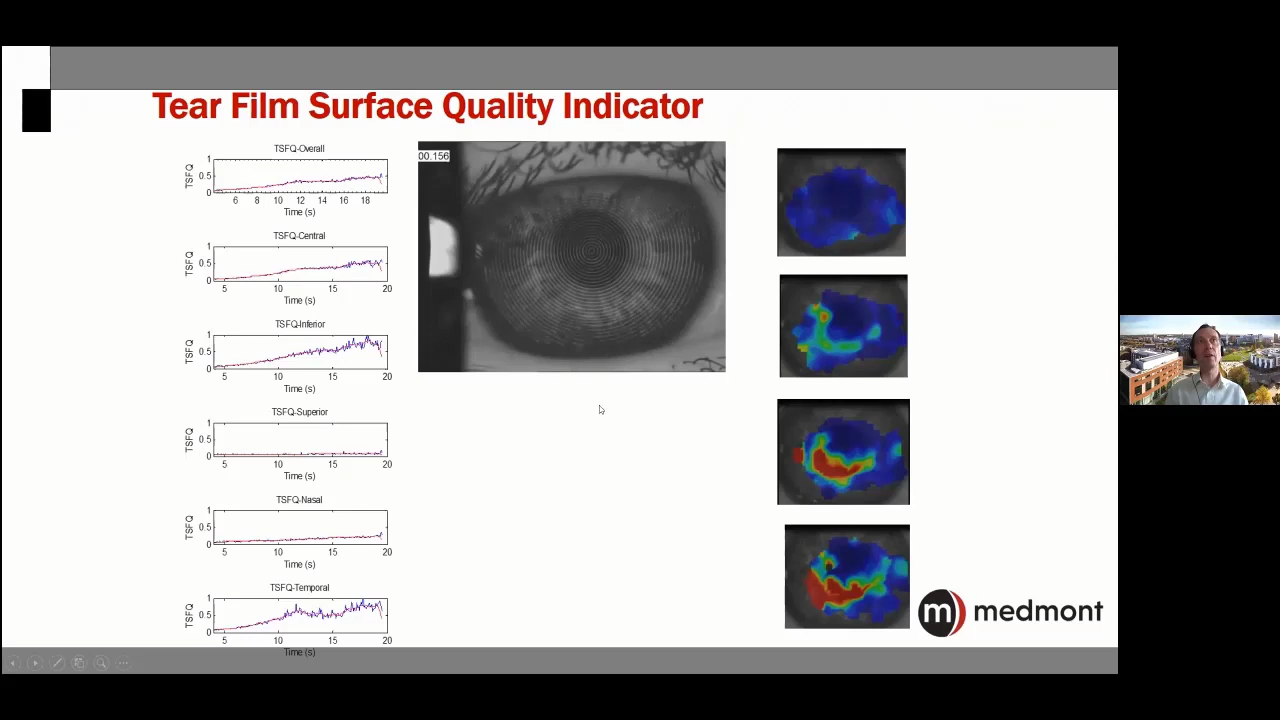 Tear Film Surface Quality Indicator
TSFQ-Overall
1
0.5
0
TSFQ
6 8 10 12 14 16 18
Time (s)
TSFQ-Central
1
0.5
0
TSFQ
5 10 15 20
Time (s)
TSFQ-Inferior
1
0.5
0
TSFQ
5 10 15 20
Time (s)
TSFQ-Superior
1
0.5
0
TSFQ
5 10 15 20
Time (s)
TSFQ-Nasal
1
0.5
0
TSFQ
5 10 15 20
Time (s)
TSFQ-Temporal
1
0.5
0
TSFQ
5 10 15 20
Time (s)
00.156
m medmont